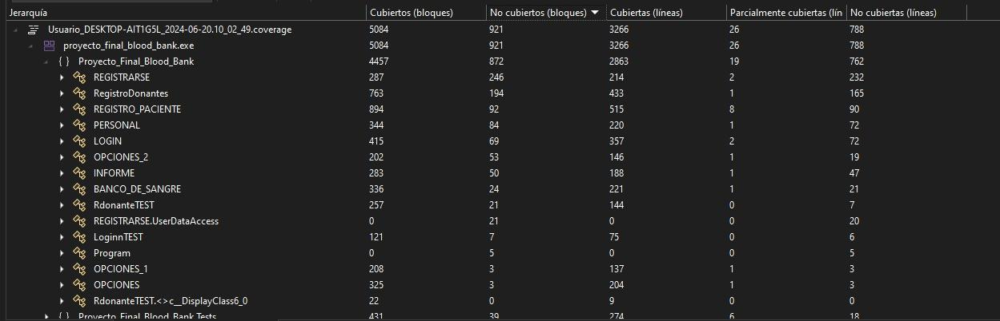 Jerarquía Cubiertos (bloques) No cubiertos (bloques) Cubiertas (líneas) Parcialmente cubiertas (lín No cubiertos (líneas)
Usuario_DESKTOP-AIT1G5L_2024-06-20.10_02_49.coverage 5084 921 3266 26 788
proyecto_final_blood_bank.exe 5084 921 3266 26 788
{ } Proyecto_Final_Blood_Bank 4457 872 2863 19 762
REGISTRARSE 287 246 214 2 232
RegistroDonantes 763 194 433 1 165
REGISTRO_PACIENTE 894 92 515 8 90
PERSONAL 344 84 220 1 72
LOGIN 415 69 357 2 72
OPCIONES_2 202 53 146 1 19
INFORME 283 50 188 1 47
BANCO_DE_SANGRE 336 24 221 1 21
RdonanteTEST 257 21 144 0 7
REGISTRARSE.UserDataAccess 0 21 0 0 20
LoginnTEST 121 7 75 0 6
Program 0 5 0 0 5
OPCIONES_1 208 3 137 1 3
OPCIONES 325 3 204 1 3
RdonanteTEST.<>c__DisplayClass6_0 22 0 9 0 0
{ } Proyecto_Final_Blood_Bank.Tests 431 39 274 6 18